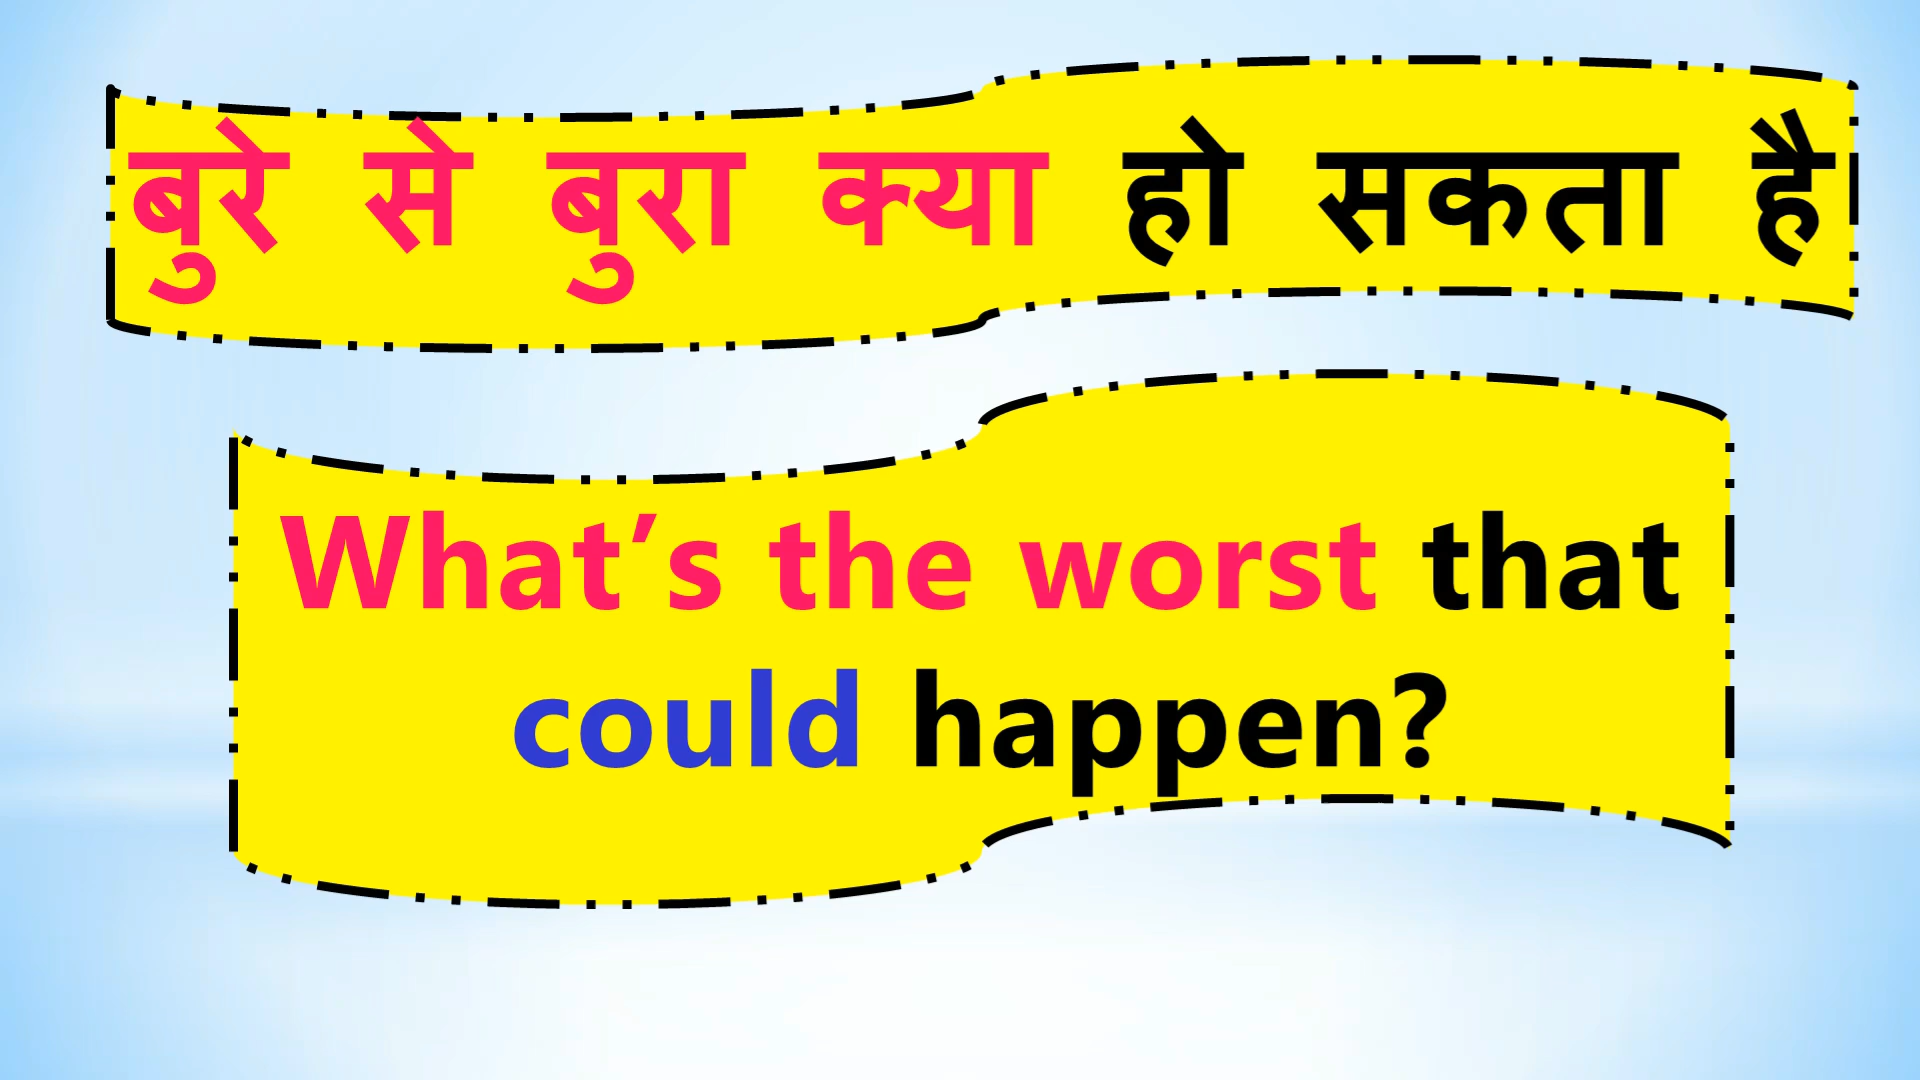 बुरे से बुरा क्या हो सकता है
What’s the worst that
could happen?